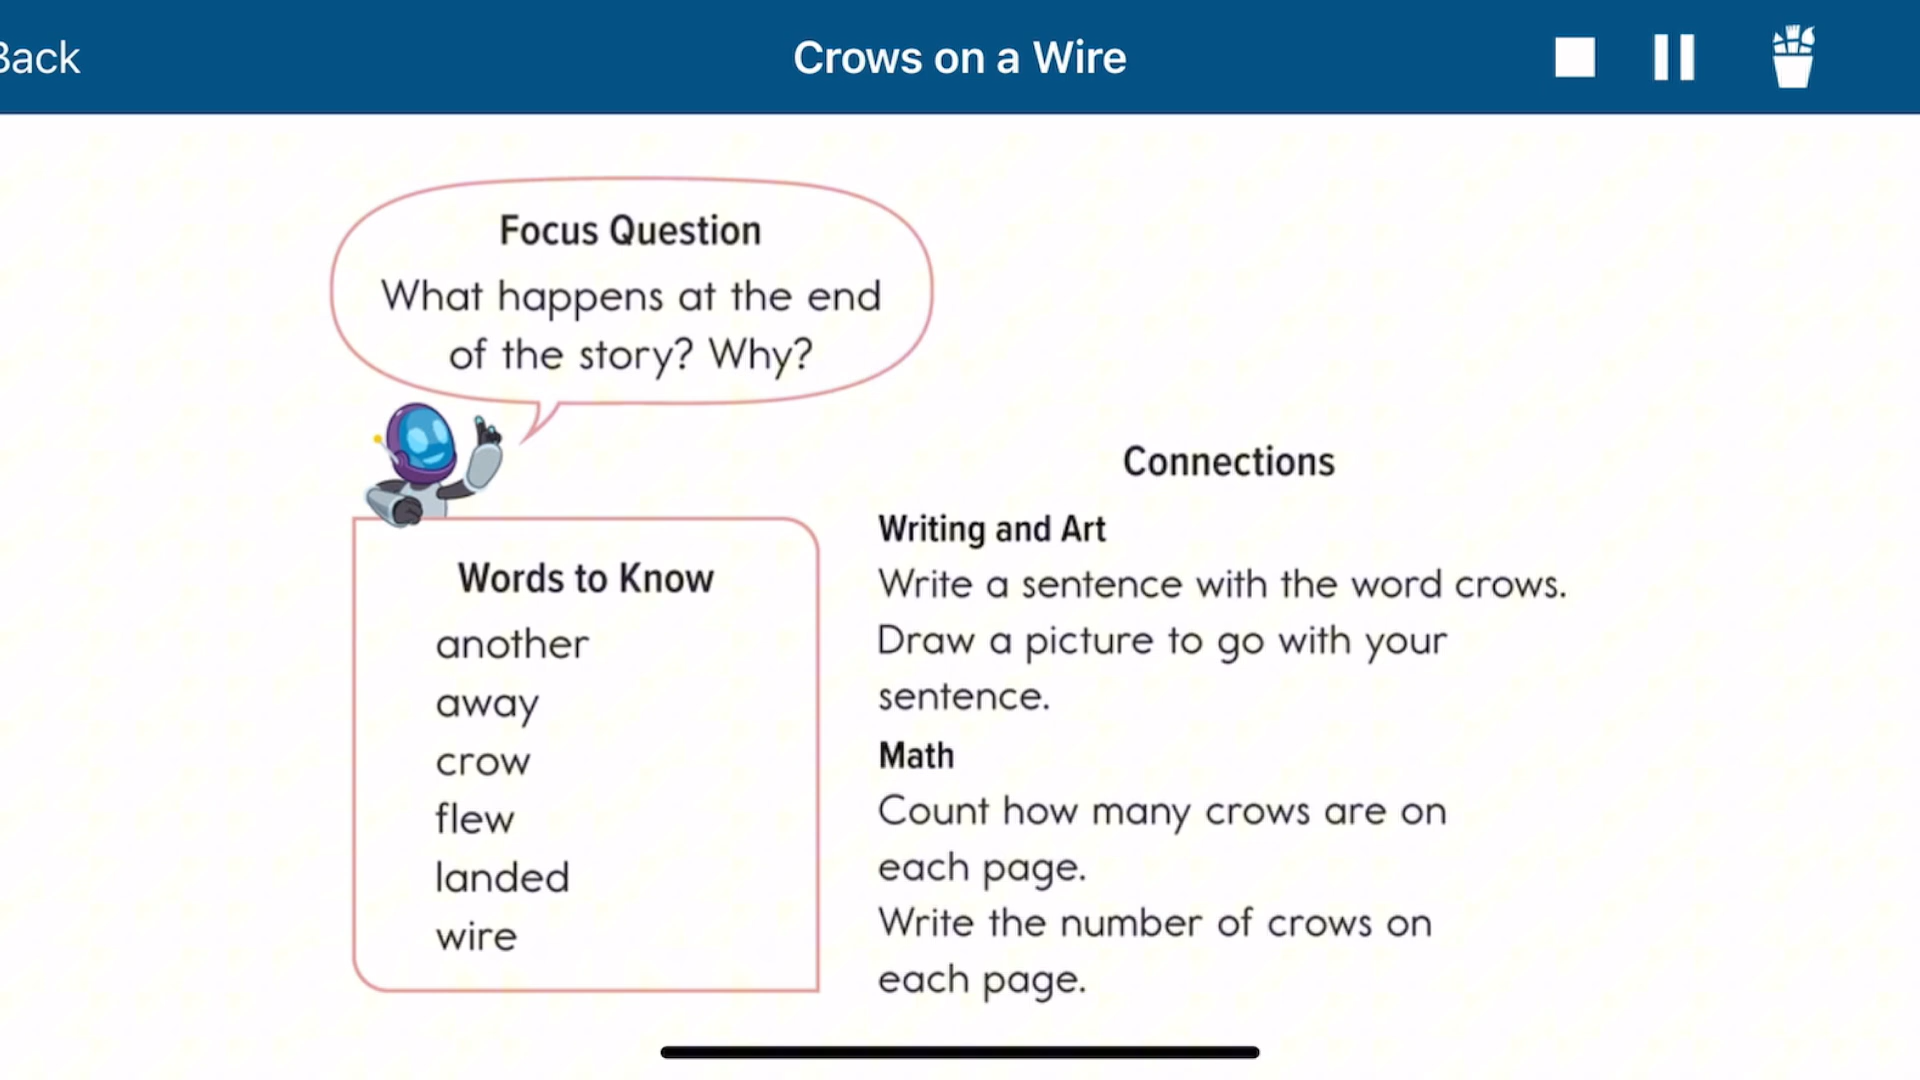 Back
Crows on a Wire
Focus Question
What happens at the end
of the story? Why?
Words to Know
another
away
crow
flew
landed
wire
Connections
Writing and Art
Write a sentence with the word crows.
Draw a picture to go with your
sentence.
Math
Count how many crows are on
each page.
Write the number of crows on
each page.